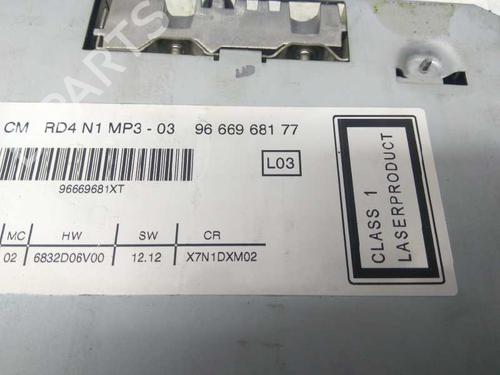 CM RD4 N1 MP3 - 03 96 669 681 77
L03
96669681XT
MC HW SW CR
02 6832D06V00 12.12 X7N1DXM02
CLASS 1
LASERPRODUCT